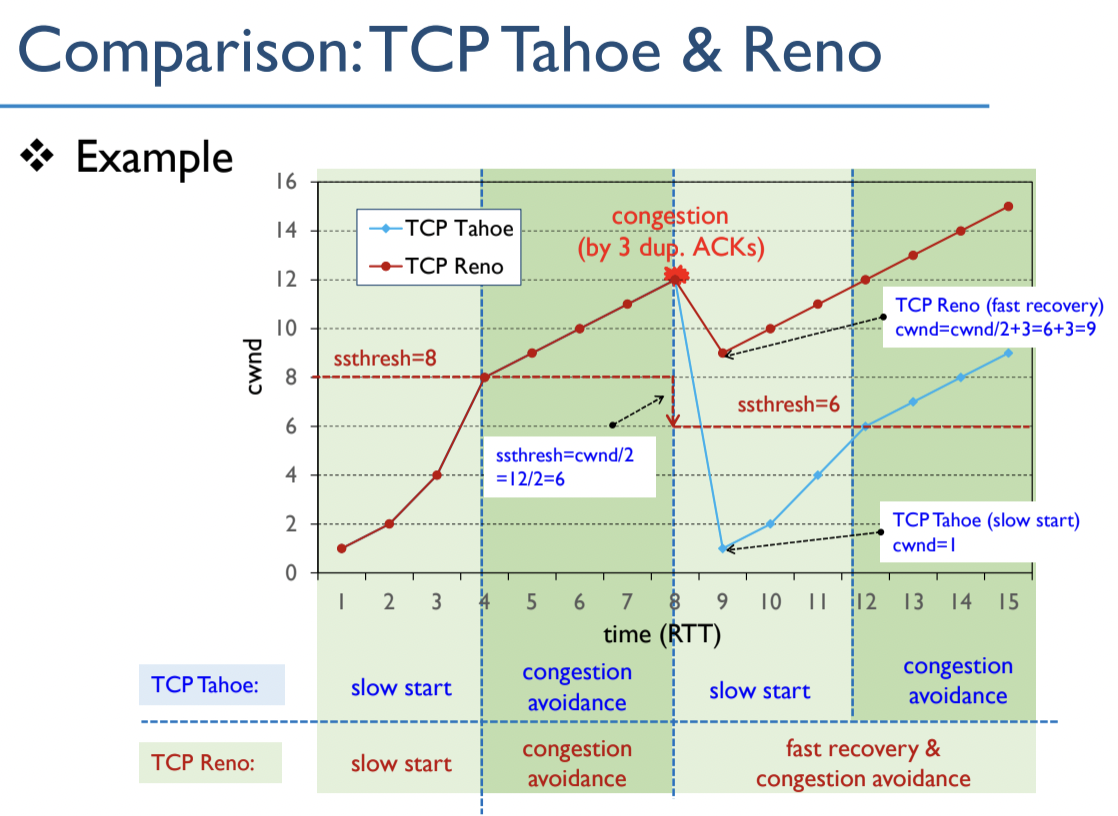 Comparison: TCP Tahoe & Reno
❖ Example
16
14
12
10
8
6
4
2
0
cwnd
TCP Tahoe
TCP Reno
congestion
(by 3 dup. ACKs)
ssthresh=8
ssthresh=cwnd/2
=12/2=6
ssthresh=6
TCP Reno (fast recovery)
cwnd=cwnd/2+3=6+3=9
TCP Tahoe (slow start)
cwnd=1
1 2 3 4 5 6 7 8 9 10 11 12 13 14 15
time (RTT)
TCP Tahoe:
slow start
congestion
avoidance
slow start
congestion
avoidance
TCP Reno:
slow start
congestion
avoidance
fast recovery &
congestion avoidance